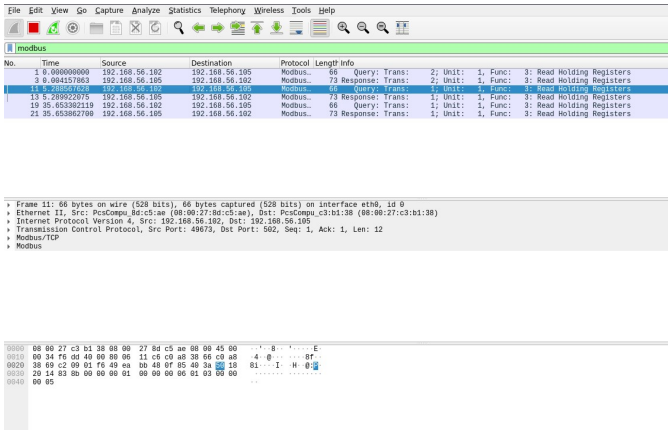 File Edit View Go Capture Analyze Statistics Telephony Wireless Tools Help
modbus
No. Time Source Destination Protocol Length Info
1 0.000000000 192.168.56.102 192.168.56.105 Modbus… 66 Query: Trans: 2; Unit: 1, Func: 3: Read Holding Registers
3 0.004157863 192.168.56.105 192.168.56.102 Modbus… 73 Response: Trans: 2; Unit: 1, Func: 3: Read Holding Registers
11 5.288567628 192.168.56.102 192.168.56.105 Modbus… 66 Query: Trans: 1; Unit: 1, Func: 3: Read Holding Registers
13 5.289022075 192.168.56.105 192.168.56.102 Modbus… 73 Response: Trans: 1; Unit: 1, Func: 3: Read Holding Registers
19 35.653302119 192.168.56.102 192.168.56.105 Modbus… 66 Query: Trans: 1; Unit: 1, Func: 3: Read Holding Registers
21 35.653862700 192.168.56.105 192.168.56.102 Modbus… 73 Response: Trans: 1; Unit: 1, Func: 3: Read Holding Registers
Frame 11: 66 bytes on wire (528 bits), 66 bytes captured (528 bits) on interface eth0, id 0
Ethernet II, Src: PcsCompu_8d:c5:ae (08:00:27:8d:c5:ae), Dst: PcsCompu_c3:b1:38 (08:00:27:c3:b1:38)
Internet Protocol Version 4, Src: 192.168.56.102, Dst: 192.168.56.105
Transmission Control Protocol, Src Port: 49673, Dst Port: 502, Seq: 1, Ack: 1, Len: 12
Modbus/TCP
Modbus
0000 08 00 27 c3 b1 38 08 00 27 8d c5 ae 08 00 45 00 ··'··8·· '·····E·
0010 00 34 f6 dd 40 00 80 06 11 c6 c0 a8 38 66 c0 a8 ·4··@··· ····8f··
0020 38 69 c2 09 01 f6 49 ea bb 48 0f 85 40 3a 50 18 8i····I· ·H··@:P·
0030 20 14 83 8b 00 00 00 01 00 00 00 06 01 03 00 00 ······· ········
0040 00 05 ··